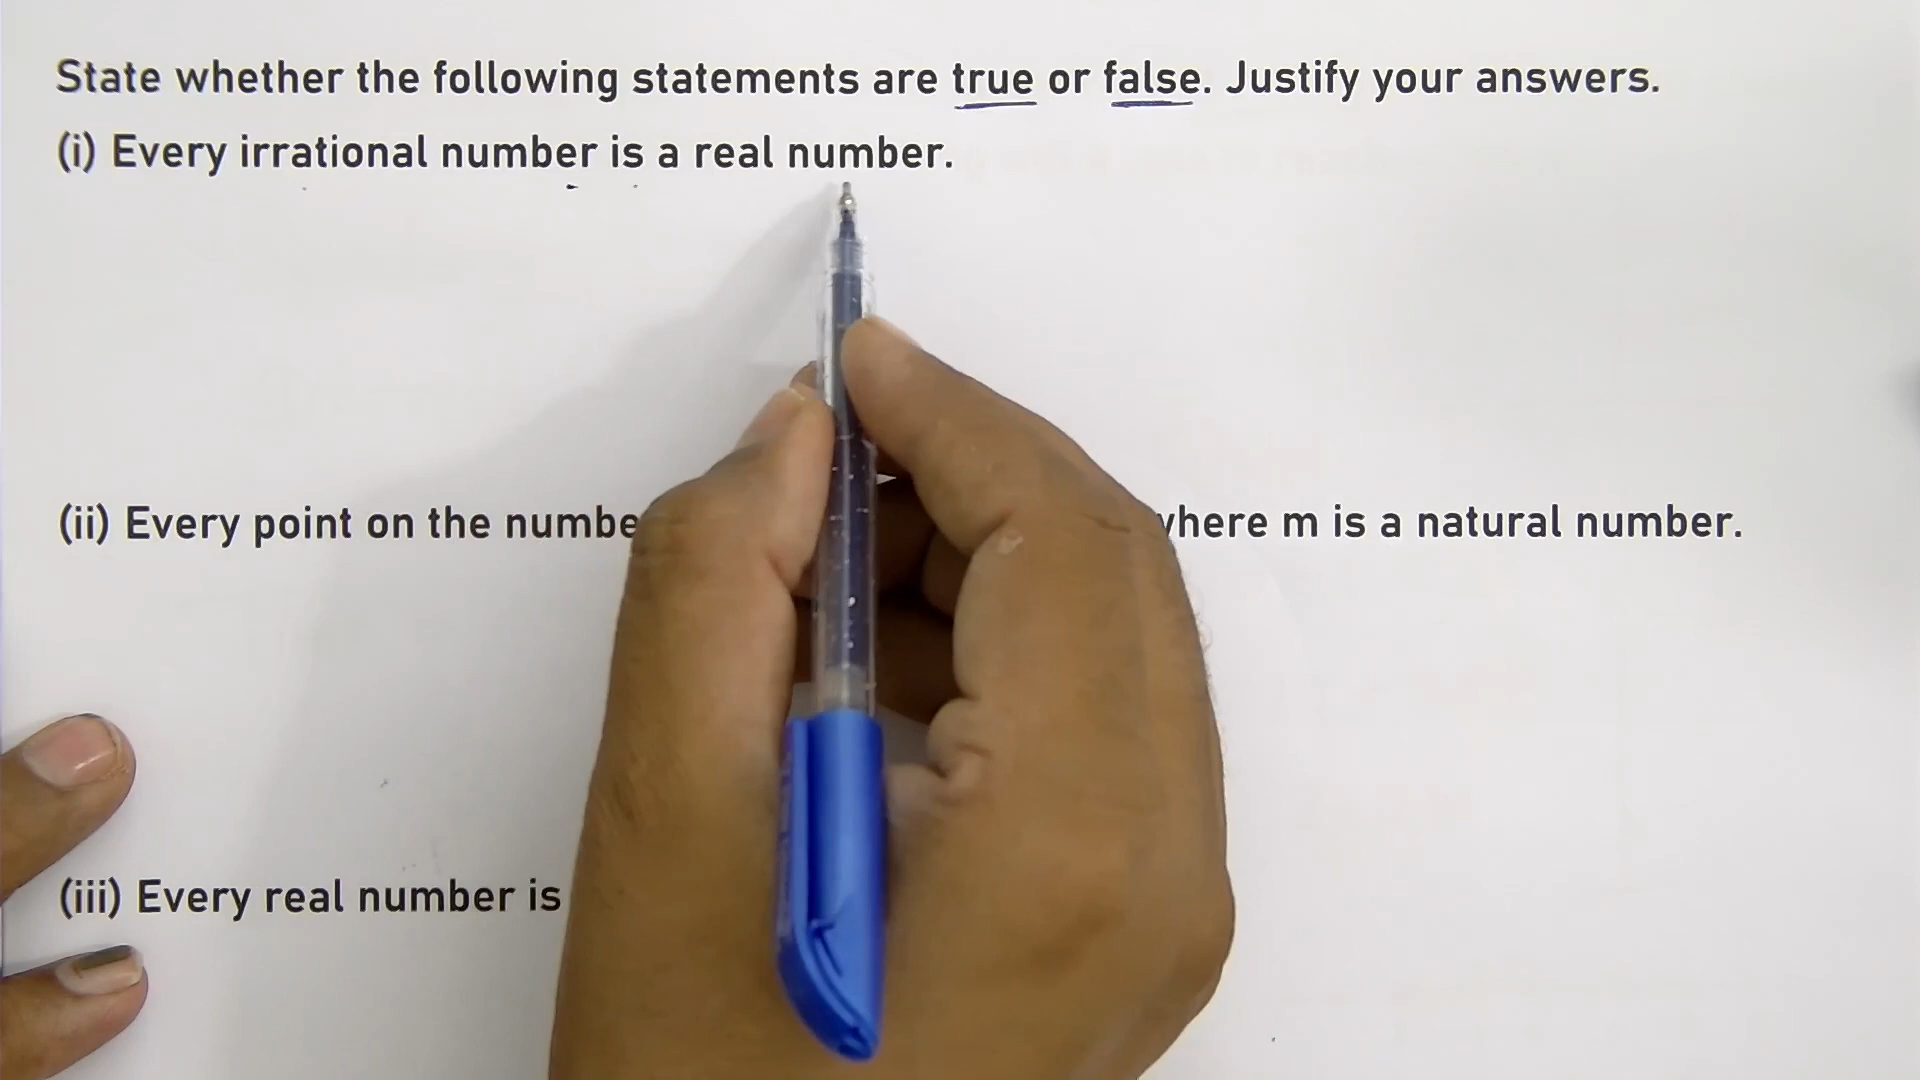 State whether the following statements are true or false. Justify your answers.
(i) Every irrational number is a real number.
(ii) Every point on the where m is a natural number.
(iii) Every real number is